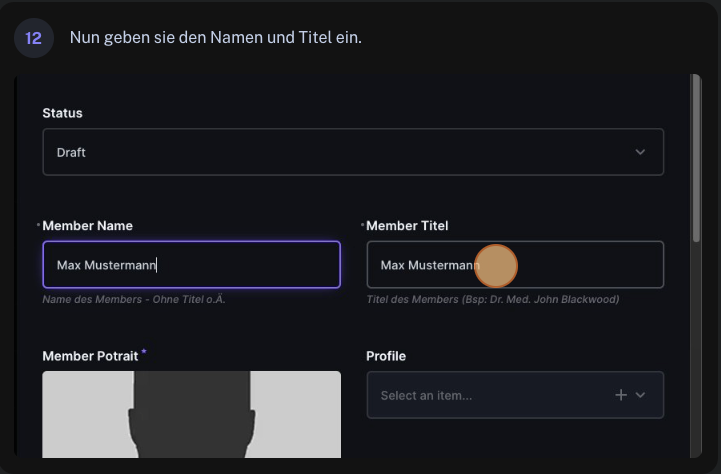 12 Nun geben sie den Namen und Titel ein.
Status
Draft
Member Name
Member Titel
Max Mustermann
Max Mustermann
Name des Members - Ohne Titel o.Ä.
Titel des Members (Bsp: Dr. Med. John Blackwood)
Member Potrait *
Profile
Select an item...